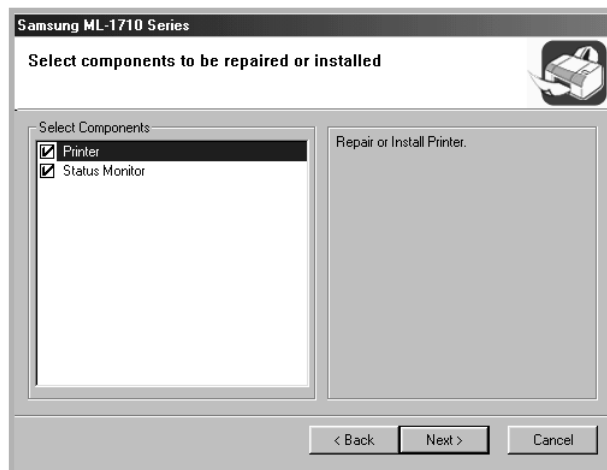 Samsung ML-1710 Series
Select components to be repaired or installed
Select Components
Printer
Status Monitor
Repair or Install Printer.
< Back
Next >
Cancel